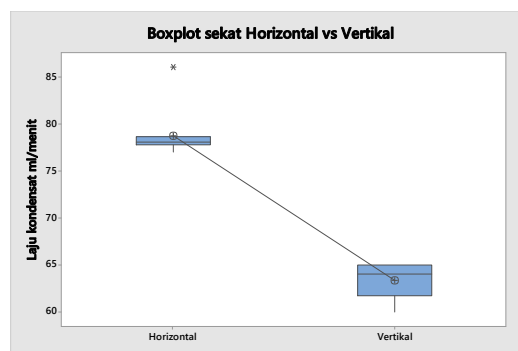 Boxplot sekat Horizontal vs Vertikal
Laju kondensat ml/menit
85
80
75
70
65
60
Horizontal Vertikal